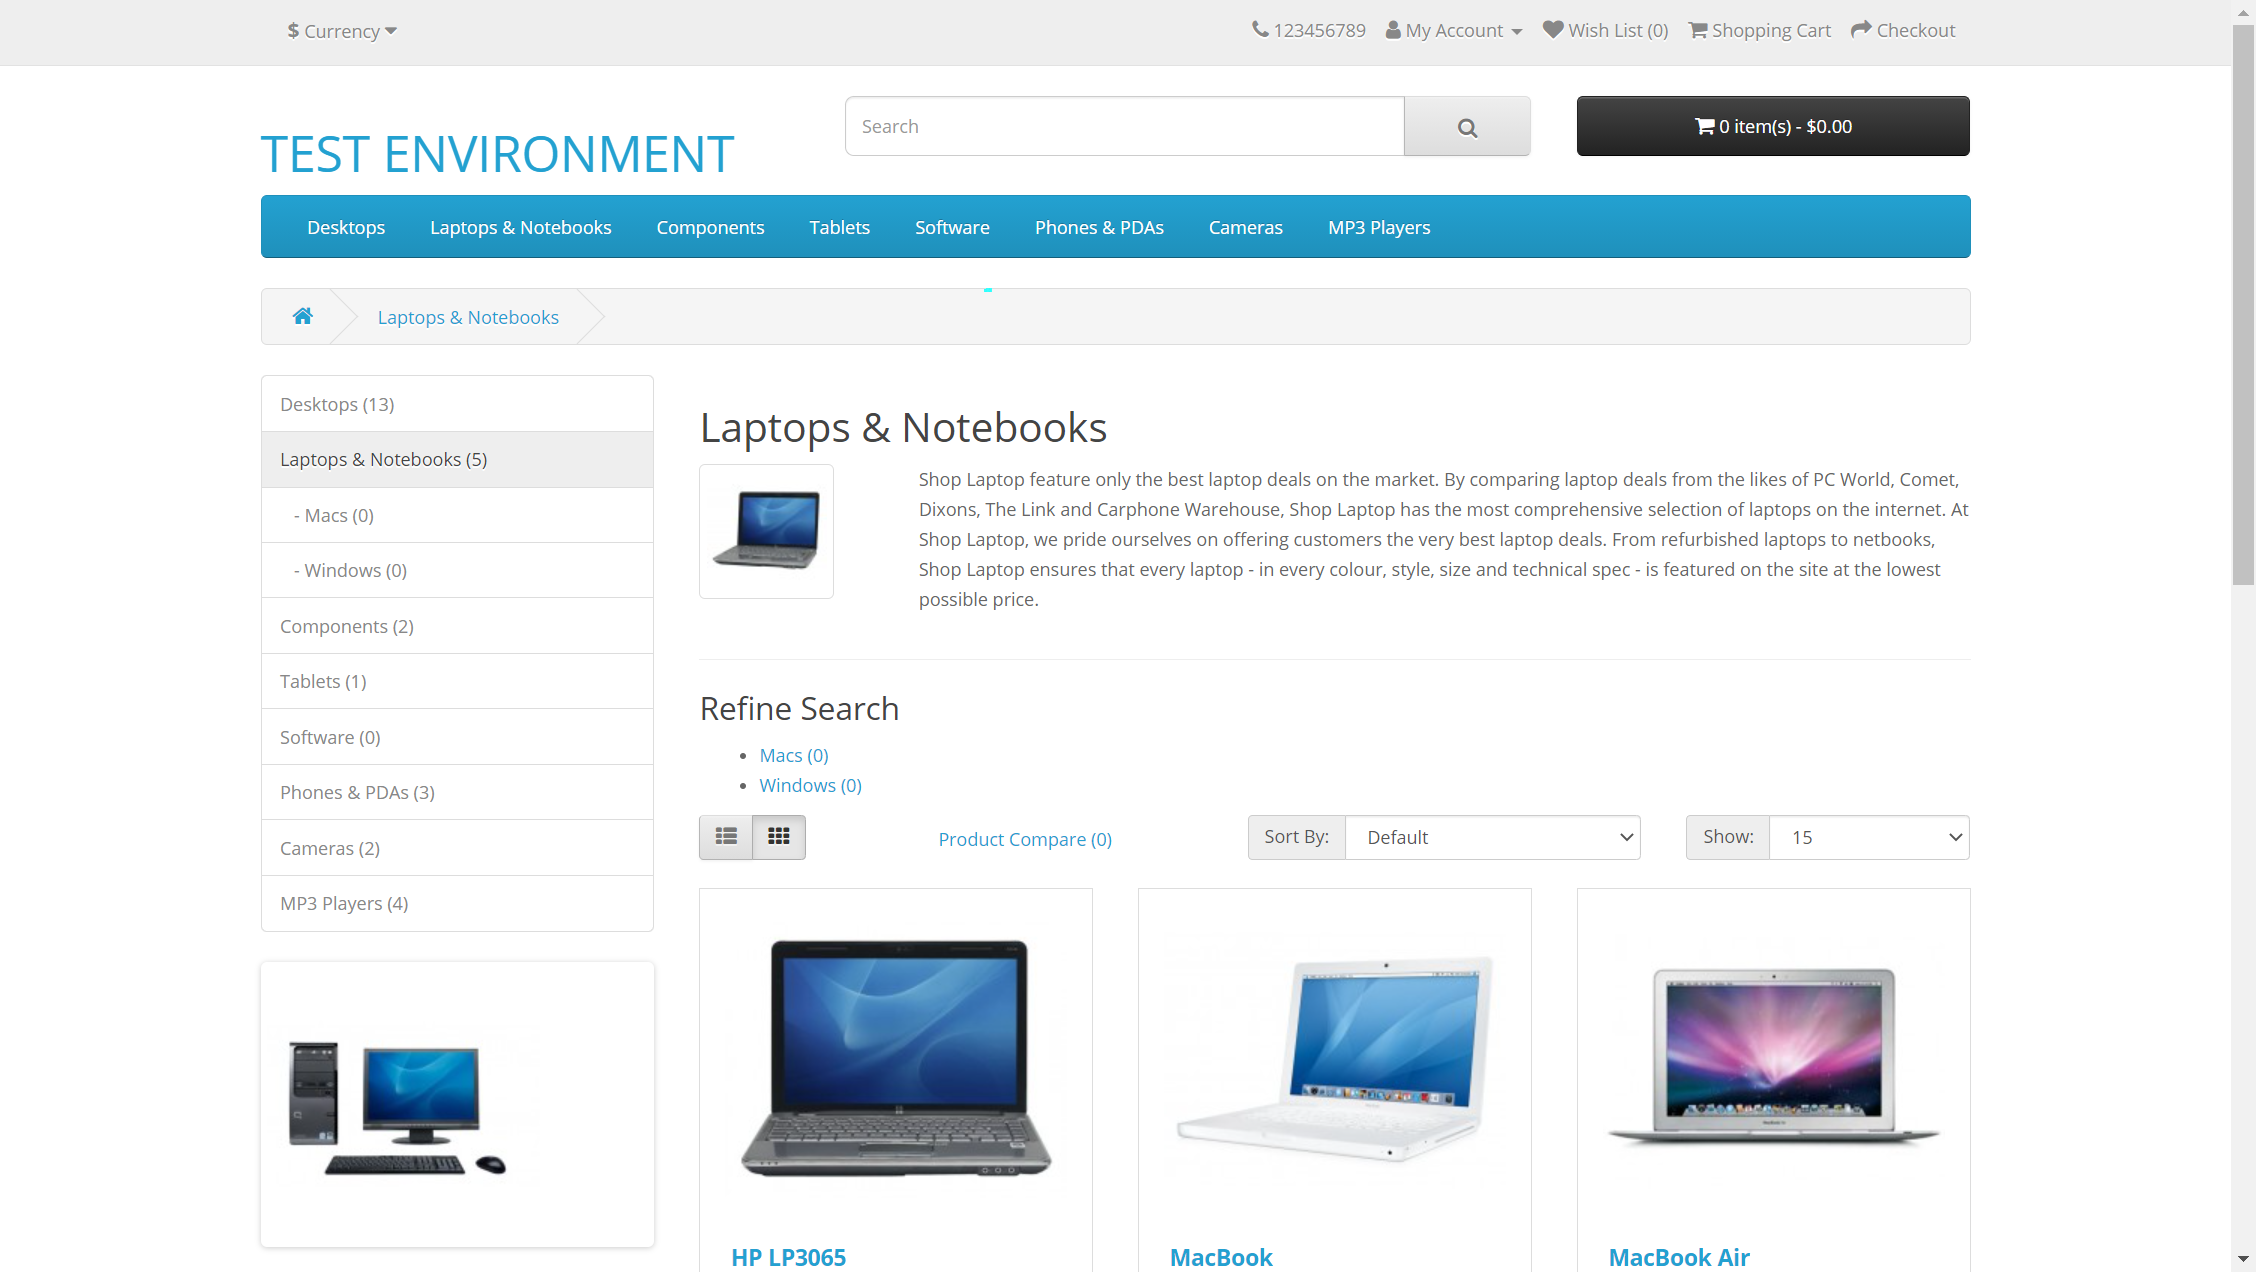 $ Currency
123456789 My Account Wish List (0) Shopping Cart Checkout
TEST ENVIRONMENT
Search
0 item(s) - $0.00
Desktops Laptops & Notebooks Components Tablets Software Phones & PDAs Cameras MP3 Players
Laptops & Notebooks
Desktops (13)
Laptops & Notebooks (5)
- Macs (0)
- Windows (0)
Components (2)
Tablets (1)
Software (0)
Phones & PDAs (3)
Cameras (2)
MP3 Players (4)
Laptops & Notebooks
Shop Laptop feature only the best laptop deals on the market. By comparing laptop deals from the likes of PC World, Comet,
Dixons, The Link and Carphone Warehouse, Shop Laptop has the most comprehensive selection of laptops on the internet. At
Shop Laptop, we pride ourselves on offering customers the very best laptop deals. From refurbished laptops to netbooks,
Shop Laptop ensures that every laptop - in every colour, style, size and technical spec - is featured on the site at the lowest
possible price.
Refine Search
Macs (0)
Windows (0)
Product Compare (0)
Sort By: Default
Show: 15
HP LP3065
MacBook
MacBook Air